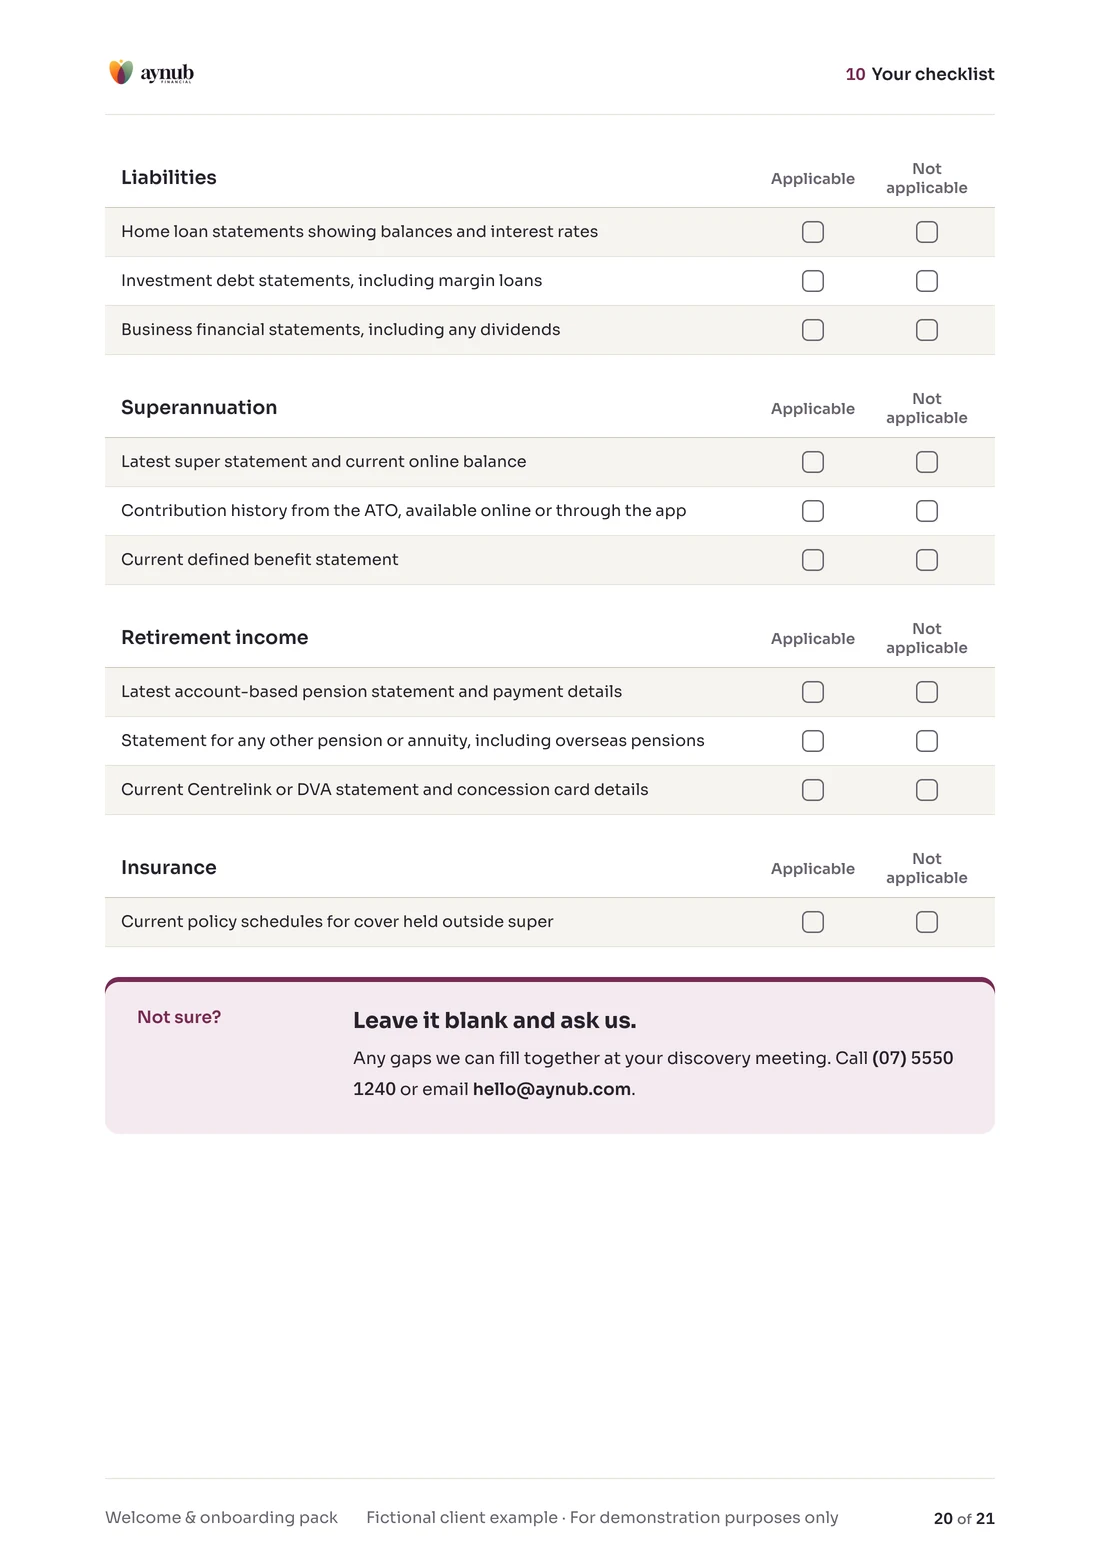 aynub
FINANCIAL
10 Your checklist
Liabilities
Applicable
Not
applicable
Home loan statements showing balances and interest rates
Investment debt statements, including margin loans
Business financial statements, including any dividends
Superannuation
Applicable
Not
applicable
Latest super statement and current online balance
Contribution history from the ATO, available online or through the app
Current defined benefit statement
Retirement income
Applicable
Not
applicable
Latest account-based pension statement and payment details
Statement for any other pension or annuity, including overseas pensions
Current Centrelink or DVA statement and concession card details
Insurance
Applicable
Not
applicable
Current policy schedules for cover held outside super
Not sure?
Leave it blank and ask us.
Any gaps we can fill together at your discovery meeting. Call (07) 5550
1240 or email hello@aynub.com.
Welcome & onboarding pack
Fictional client example · For demonstration purposes only
20 of 21